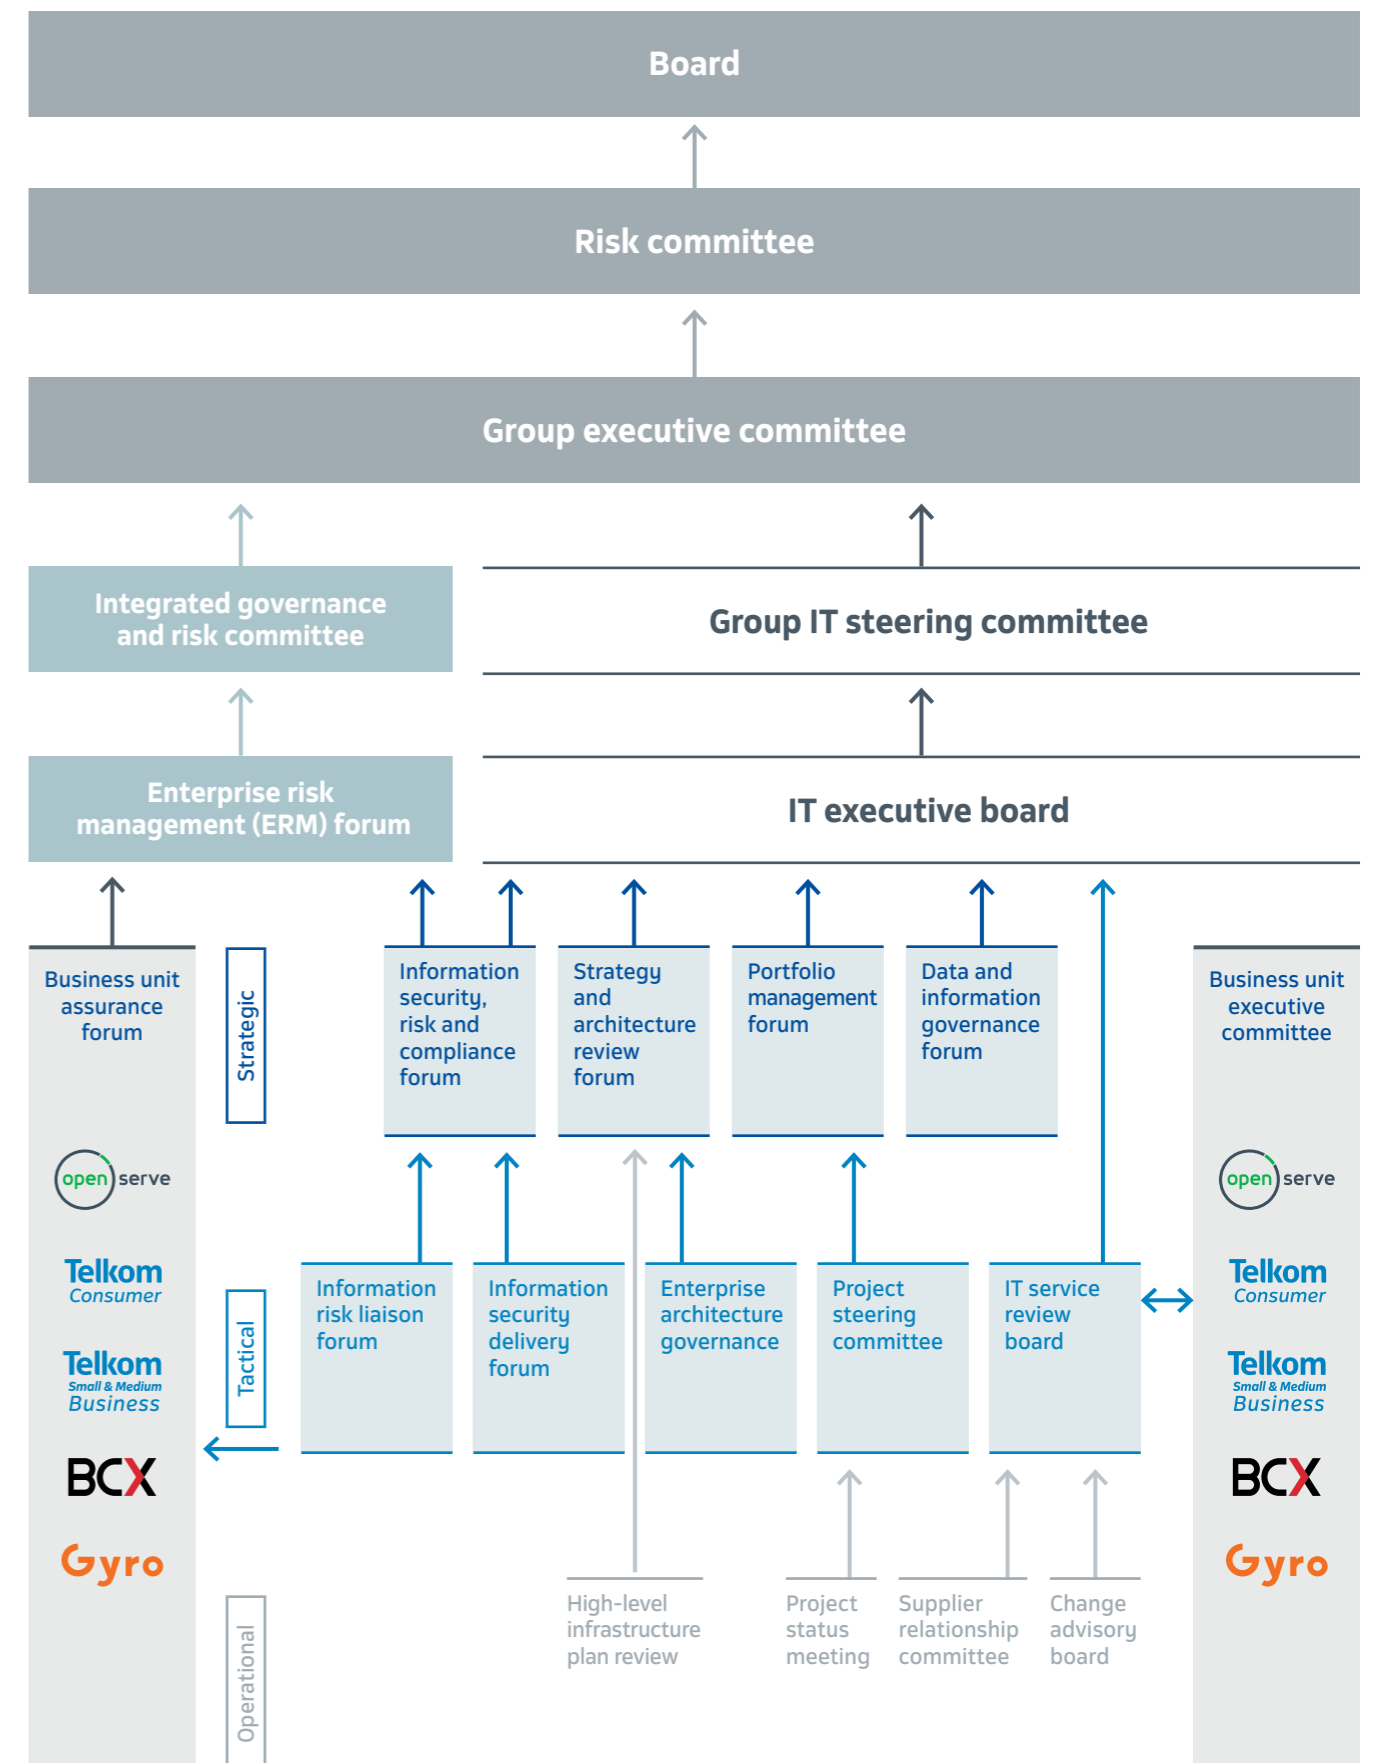 Board
Risk committee
Group executive committee
Integrated governance
and risk committee
Group IT steering committee
Enterprise risk
management (ERM) forum
IT executive board
Business unit
assurance
forum
Strategic
Information
security,
risk and
compliance
forum
Strategy
and
architecture
review
forum
Portfolio
management
forum
Data and
information
governance
forum
Business unit
executive
committee
open serve
Telkom
Consumer
Telkom
Small & Medium
Business
BCX
Gyro
Tactical
Information
risk liaison
forum
Information
security
delivery
forum
Enterprise
architecture
governance
Project
steering
committee
IT service
review
board
open serve
Telkom
Consumer
Telkom
Small & Medium
Business
BCX
Gyro
Operational
High-level
infrastructure
plan review
Project
status
meeting
Supplier
relationship
committee
Change
advisory
board